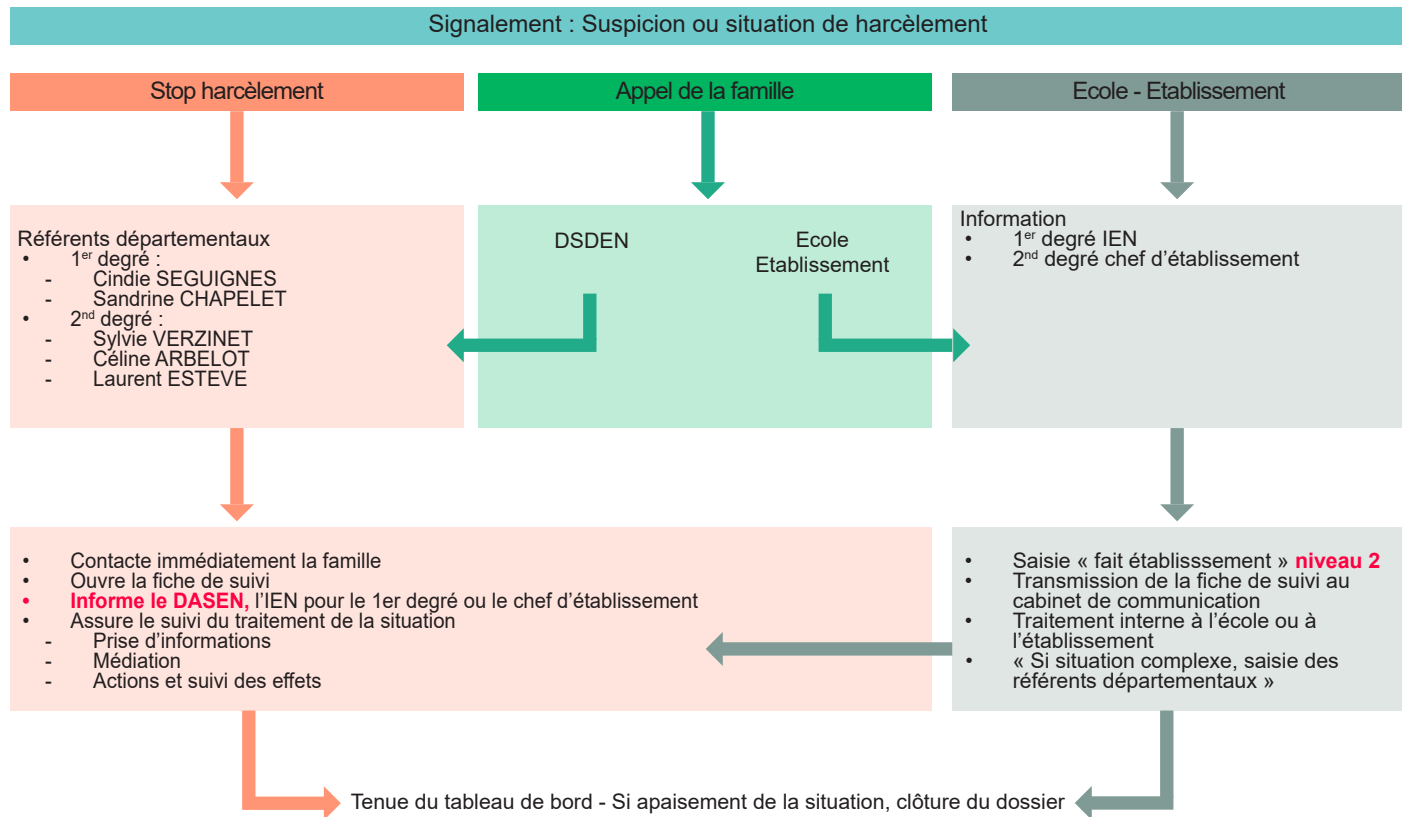 Signalement : Suspicion ou situation de harcèlement
Stop harcèlement
Appel de la famille
Ecole - Etablissement
Référents départementaux
• 1er degré :
- Cindie SEGUIGNES
- Sandrine CHAPELET
• 2nd degré :
- Sylvie VERZINET
- Céline ARBELOT
- Laurent ESTEVE
DSDEN
Ecole
Etablissement
Information
• 1er degré IEN
• 2nd degré chef d'établissement
• Contacte immédiatement la famille
• Ouvre la fiche de suivi
• Informe le DASEN, l'IEN pour le 1er degré ou le chef d'établissement
• Assure le suivi du traitement de la situation
- Prise d'informations
- Médiation
- Actions et suivi des effets
• Saisie « fait établisssement » niveau 2
• Transmission de la fiche de suivi au
cabinet de communication
• Traitement interne à l'école ou à
l'établissement
• « Si situation complexe, saisie des
référents départementaux »
Tenue du tableau de bord - Si apaisement de la situation, clôture du dossier